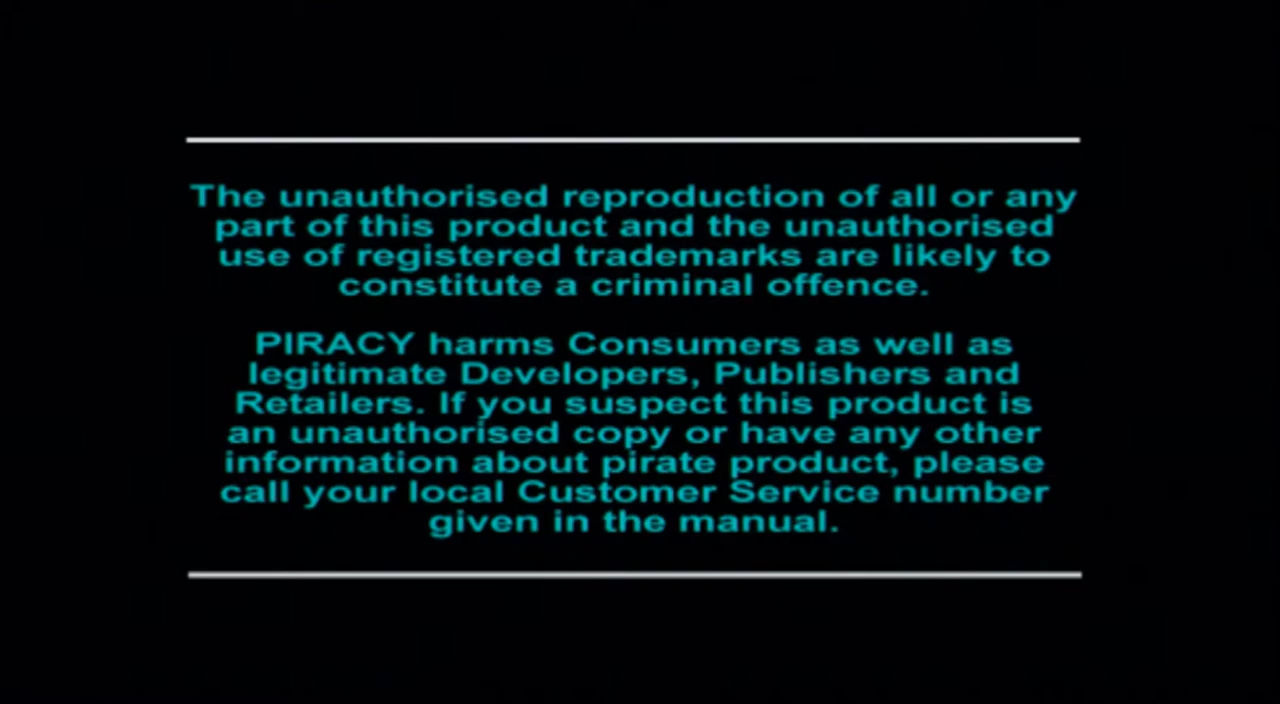 The unauthorised reproduction of all or any
part of this product and the unauthorised
use of registered trademarks are likely to
constitute a criminal offence.
PIRACY harms Consumers as well as
legitimate Developers, Publishers and
Retailers. If you suspect this product is
an unauthorised copy or have any other
information about pirate product, please
call your local Customer Service number
given in the manual.